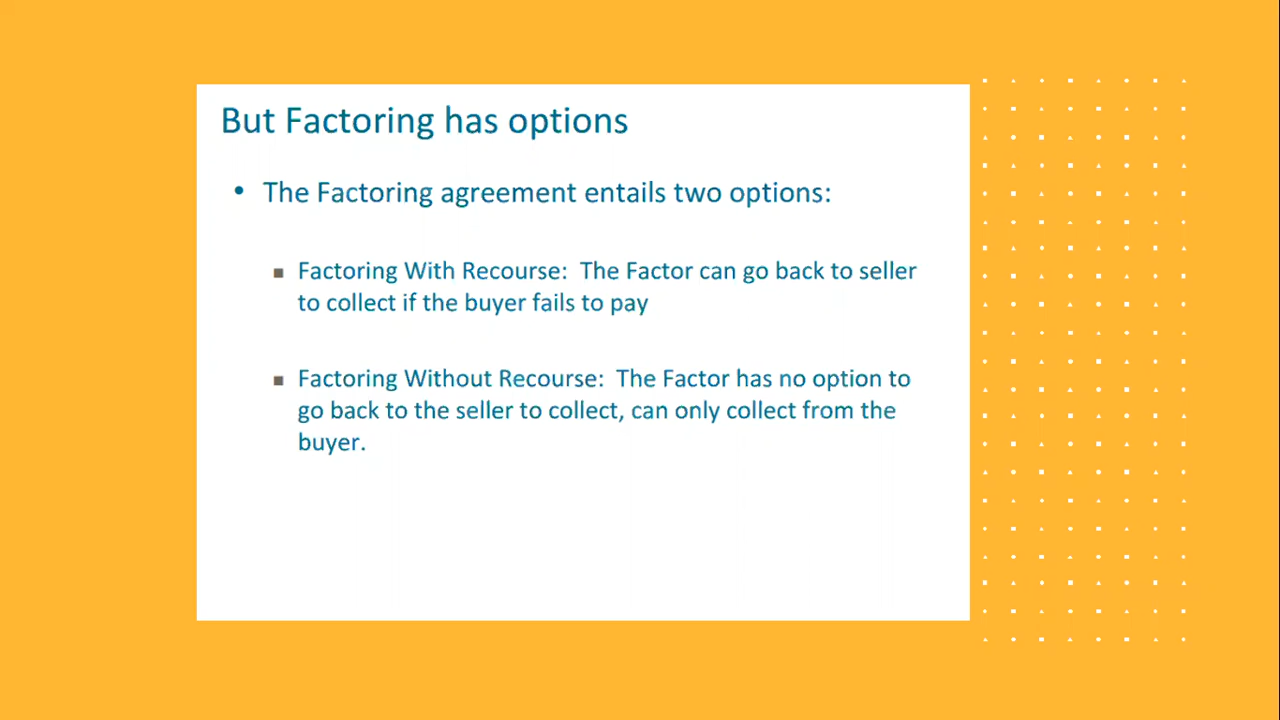 But Factoring has options
• The Factoring agreement entails two options:
▪ Factoring With Recourse:  The Factor can go back to seller
to collect if the buyer fails to pay
▪ Factoring Without Recourse:  The Factor has no option to
go back to the seller to collect, can only collect from the
buyer.